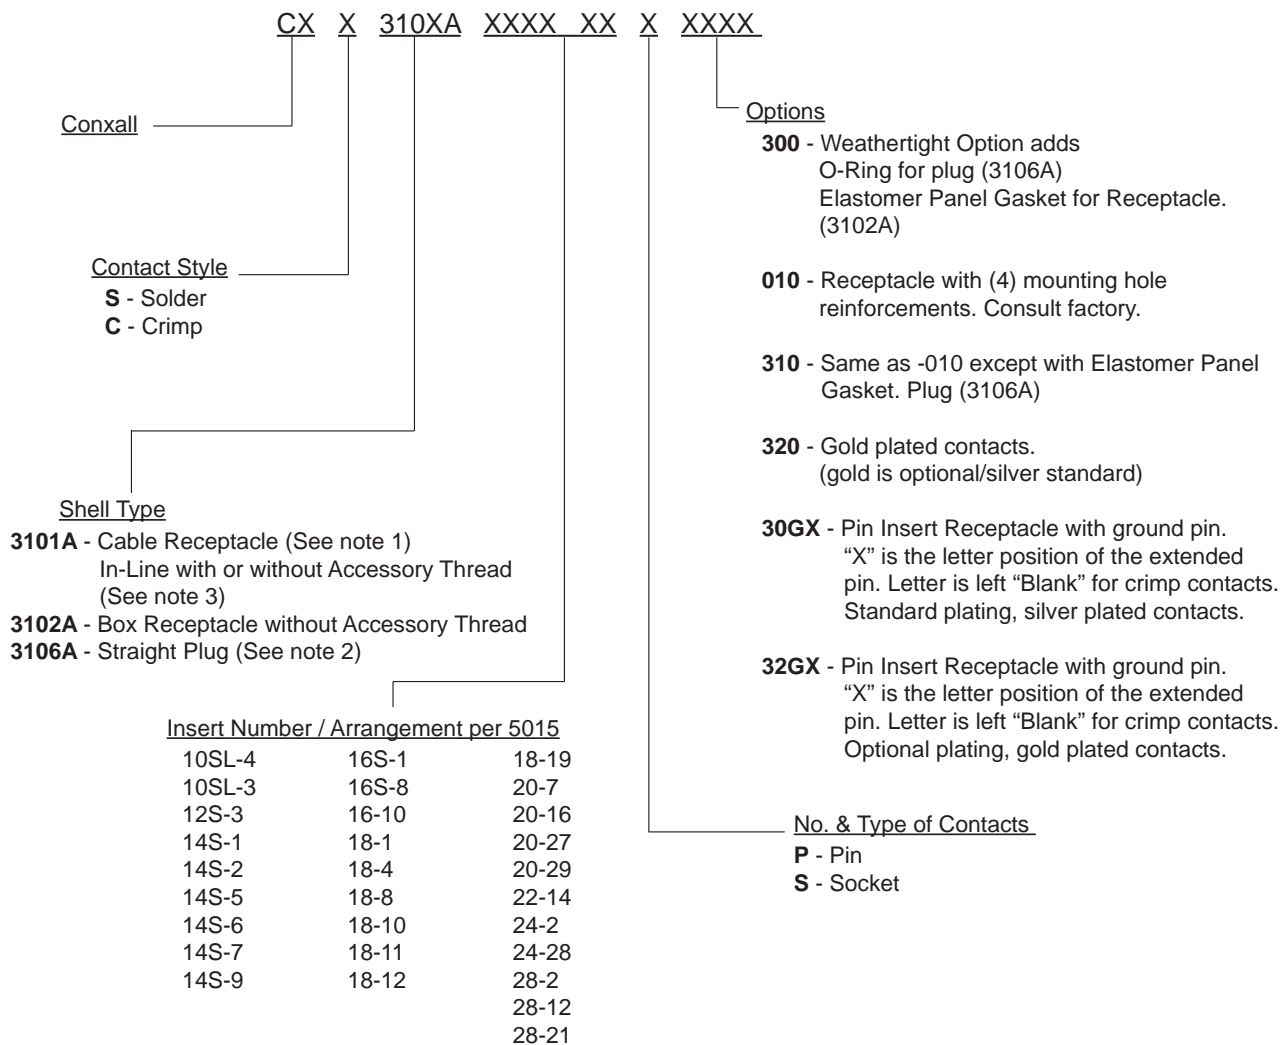 CX X 310XA XXXX XX X XXXX
Conxall
Contact Style
S - Solder
C - Crimp
Shell Type
3101A - Cable Receptacle (See note 1)
In-Line with or without Accessory Thread
(See note 3)
3102A - Box Receptacle without Accessory Thread
3106A - Straight Plug (See note 2)
Insert Number / Arrangement per 5015
10SL-4 16S-1 18-19
10SL-3 16S-8 20-7
12S-3 16-10 20-16
14S-1 18-1 20-27
14S-2 18-4 20-29
14S-5 18-8 22-14
14S-6 18-10 24-2
14S-7 18-11 24-28
14S-9 18-12 28-2
28-12
28-21
Options
300 - Weathertight Option adds
O-Ring for plug (3106A)
Elastomer Panel Gasket for Receptacle.
(3102A)
010 - Receptacle with (4) mounting hole
reinforcements. Consult factory.
310 - Same as -010 except with Elastomer Panel
Gasket. Plug (3106A)
320 - Gold plated contacts.
(gold is optional/silver standard)
30GX - Pin Insert Receptacle with ground pin.
“X” is the letter position of the extended
pin. Letter is left “Blank” for crimp contacts.
Standard plating, silver plated contacts.
32GX - Pin Insert Receptacle with ground pin.
“X” is the letter position of the extended
pin. Letter is left “Blank” for crimp contacts.
Optional plating, gold plated contacts.
No. & Type of Contacts
P - Pin
S - Socket